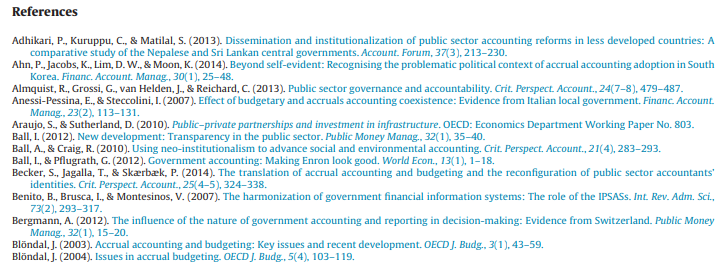 References
Adhikari, P., Kuruppu, C., & Matilal, S. (2013). Dissemination and institutionalization of public sector accounting reforms in less developed countries: A
comparative study of the Nepalese and Sri Lankan central governments. Account. Forum, 37(3), 213–230.
Ahn, P., Jacobs, K., Lim, D. W., & Moon, K. (2014). Beyond self-evident: Recognising the problematic political context of accrual accounting adoption in South
Korea. Financ. Account. Manag., 30(1), 25–48.
Almquist, R., Grossi, G., van Helden, J., & Reichard, C. (2013). Public sector governance and accountability. Crit. Perspect. Account., 24(7–8), 479–487.
Anessi-Pessina, E., & Steccolini, I. (2007). Effect of budgetary and accruals accounting coexistence: Evidence from Italian local government. Financ. Account.
Manag., 23(2), 113–131.
Araujo, S., & Sutherland, D. (2010). Public–private partnerships and investment in infrastructure. OECD: Economics Department Working Paper No. 803.
Ball, I. (2012). New development: Transparency in the public sector. Public Money Manag., 32(1), 35–40.
Ball, A., & Craig, R. (2010). Using neo-institutionalism to advance social and environmental accounting. Crit. Perspect. Account., 21(4), 283–293.
Ball, I., & Pflugrath, G. (2012). Government accounting: Making Enron look good. World Econ., 13(1), 1–18.
Becker, S., Jagalla, T., & Skærbæk, P. (2014). The translation of accrual accounting and budgeting and the reconfiguration of public sector accountants'
identities. Crit. Perspect. Account., 25(4–5), 324–338.
Benito, B., Brusca, I., & Montesinos, V. (2007). The harmonization of government financial information systems: The role of the IPSASs. Int. Rev. Adm. Sci.,
73(2), 293–317.
Bergmann, A. (2012). The influence of the nature of government accounting and reporting in decision-making: Evidence from Switzerland. Public Money
Manag., 32(1), 15–20.
Blöndal, J. (2003). Accrual accounting and budgeting: Key issues and recent development. OECD J. Budg., 3(1), 43–59.
Blöndal, J. (2004). Issues in accrual budgeting. OECD J. Budg., 5(4), 103–119.